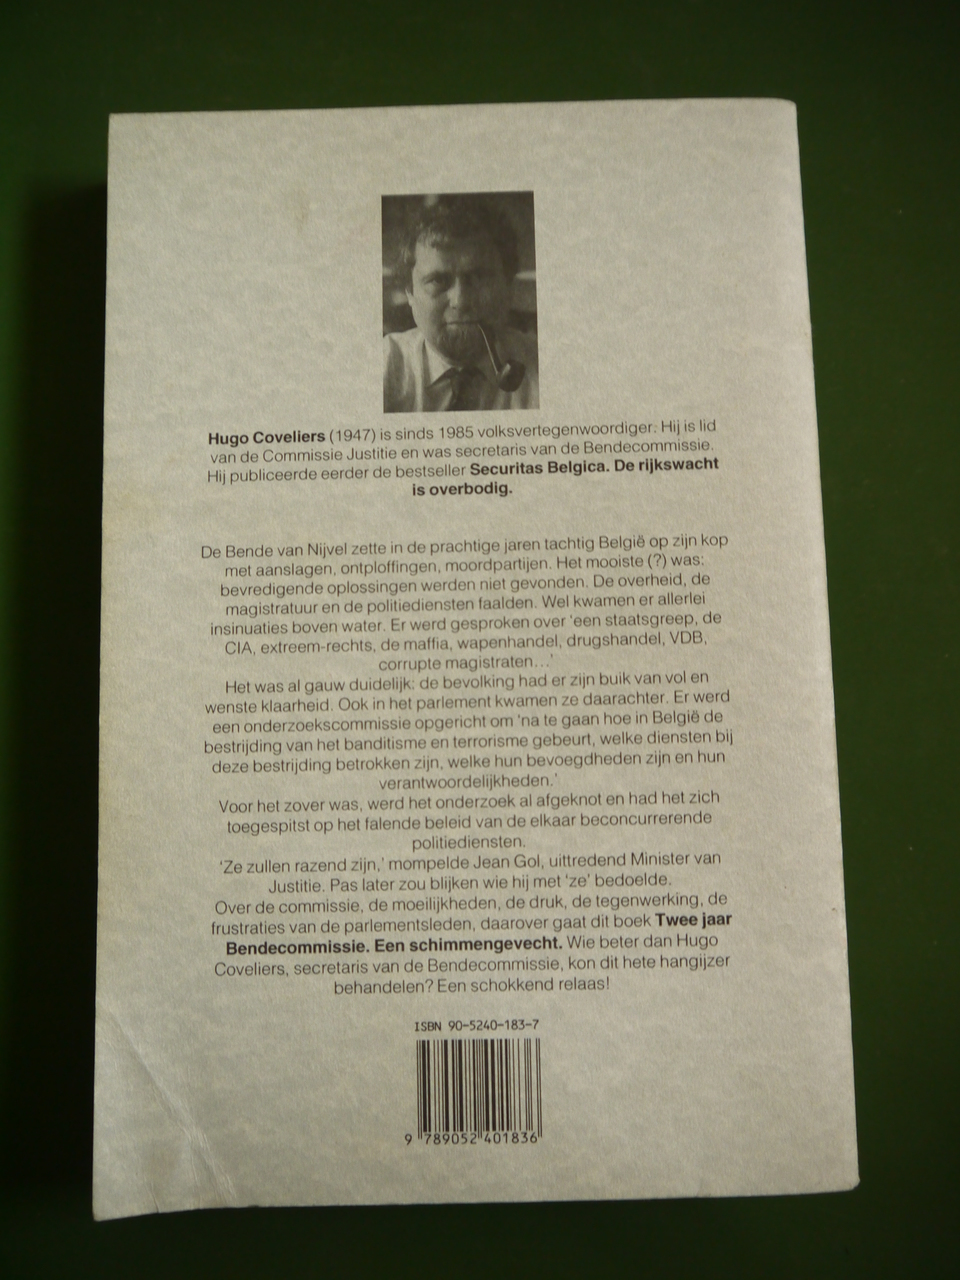 Hugo Coveliers (1947) is sinds 1985 volksvertegenwoordiger. Hij is lid
van de Commissie Justitie en was secretaris van de Bendecommissie.
Hij publiceerde eerder de bestseller Securitas Belgica. De rijkswacht
is overbodig.
De Bende van Nijvel zette in de prachtige jaren tachtig België op zijn kop
met aanslagen, ontploffingen, moordpartijen. Het mooiste (?) was:
bevredigende oplossingen werden niet gevonden. De overheid, de
magistratuur en de politiediensten faalden. Wel kwamen er allerlei
insinuaties boven water. Er werd gesproken over 'een staatsgreep, de
CIA, extreem-rechts, de maffia, wapenhandel, drugshandel, VDB,
corrupte magistraten...'
Het was al gauw duidelijk: de bevolking had er zijn buik van vol en
wenste klaarheid. Ook in het parlement kwamen ze daarachter. Er werd
een onderzoekscommissie opgericht om 'na te gaan hoe in België de
bestrijding van het banditisme en terrorisme gebeurt, welke diensten bij
deze bestrijding betrokken zijn, welke hun bevoegdheden zijn en hun
verantwoordelijkheden.'
Voor het zover was, werd het onderzoek al afgeknot en had het zich
toegespitst op het falende beleid van de elkaar beconcurrerende
politiediensten.
'Ze zullen razend zijn,' mompelde Jean Gol, uittredend Minister van
Justitie. Pas later zou blijken wie hij met 'ze' bedoelde.
Over de commissie, de moeilijkheden, de druk, de tegenwerking, de
frustraties van de parlementsleden, daarover gaat dit boek Twee jaar
Bendecommissie. Een schimmengevecht. Wie beter dan Hugo
Coveliers, secretaris van de Bendecommissie, kon dit hete hangijzer
behandelen? Een schokkend relaas!
ISBN 90-5240-183-7
9 789052 401836